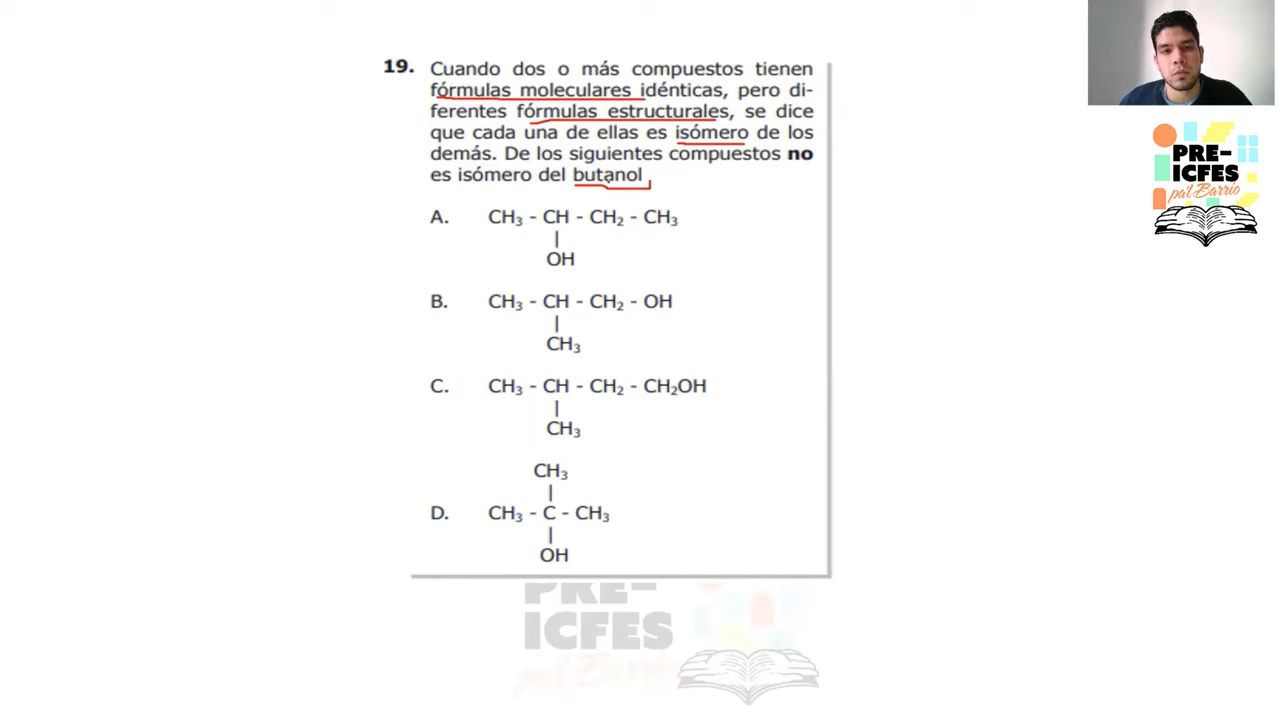 19. Cuando dos o más compuestos tienen
fórmulas moleculares idénticas, pero di-
ferentes fórmulas estructurales, se dice
que cada una de ellas es isómero de los
demás. De los siguientes compuestos no
es isómero del butanol
A. CH₃ - CH - CH₂ - CH₃
|
OH
B. CH₃ - CH - CH₂ - OH
|
CH₃
C. CH₃ - CH - CH₂ - CH₂OH
|
CH₃
CH₃
|
D. CH₃ - C - CH₃
|
OH
PRE-
ICFES
pa'l Barrio
PRE-
ICFES
pa'l Barrio